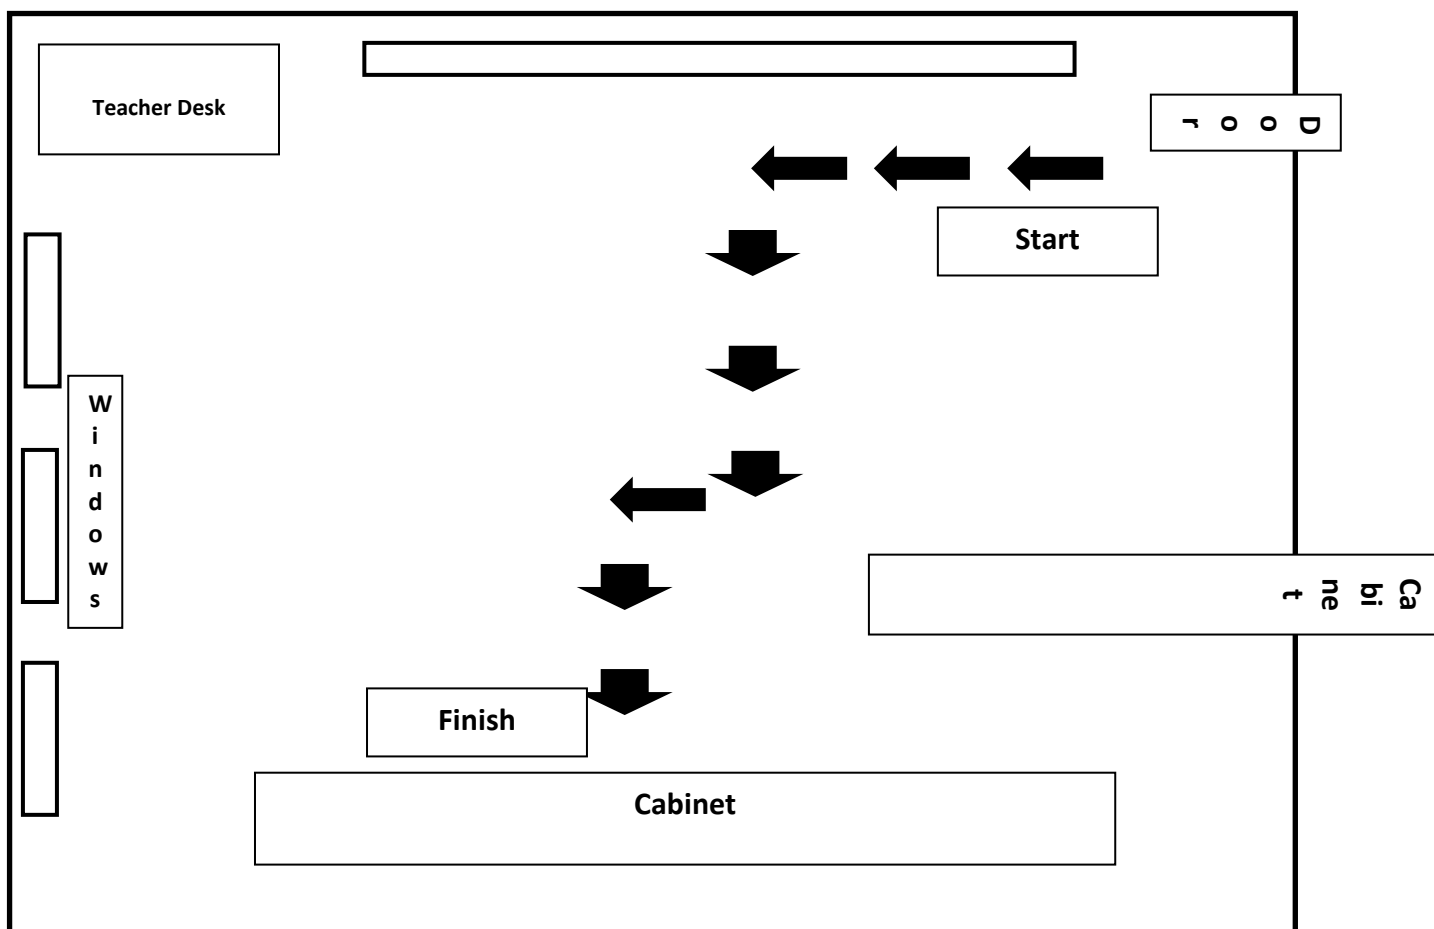 Teacher Desk
Door
Start
Windows
Cabinet
Finish
Cabinet